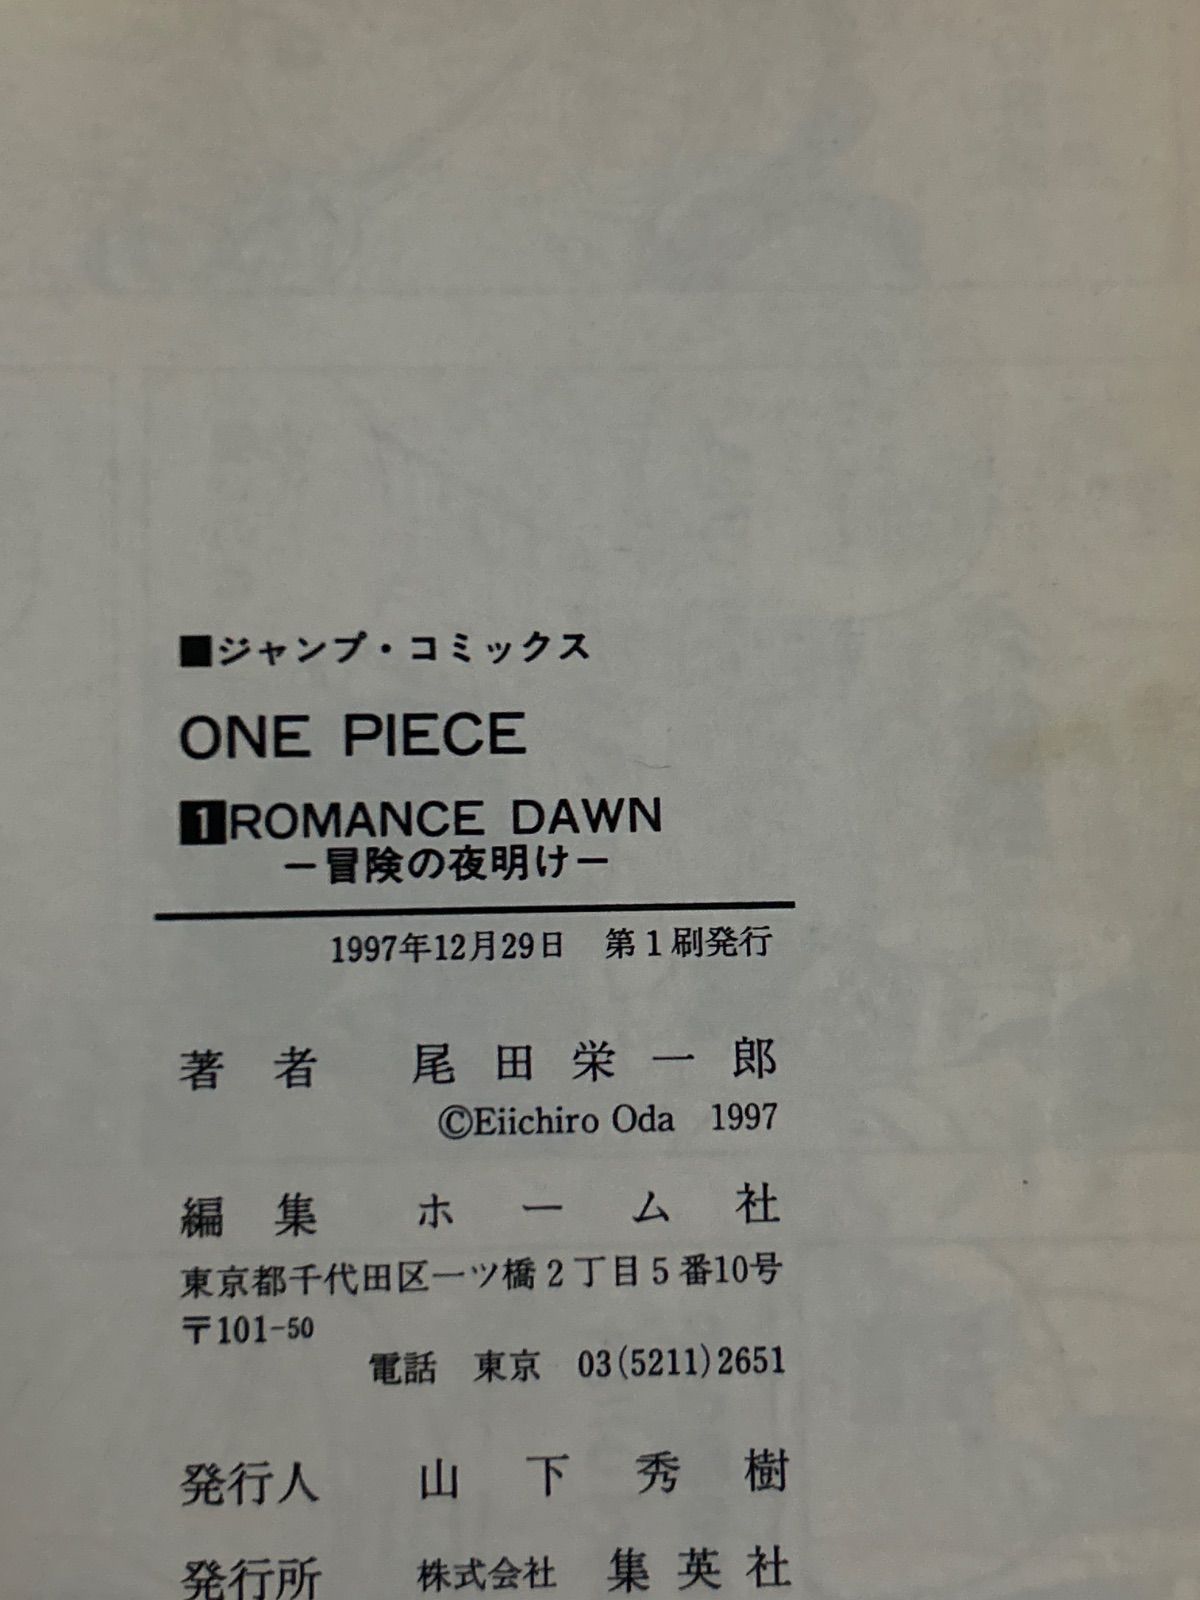 ■ジャンプ・コミックス
ONE PIECE
1 ROMANCE DAWN
―冒険の夜明け―
1997年12月29日　第1刷発行
著者　尾田栄一郎
©Eiichiro Oda 1997
編集　ホーム社
東京都千代田区一ツ橋2丁目5番10号
〒101-50
電話　東京　03(5211)2651
発行人　山下秀樹
発行所　株式会社　集英社